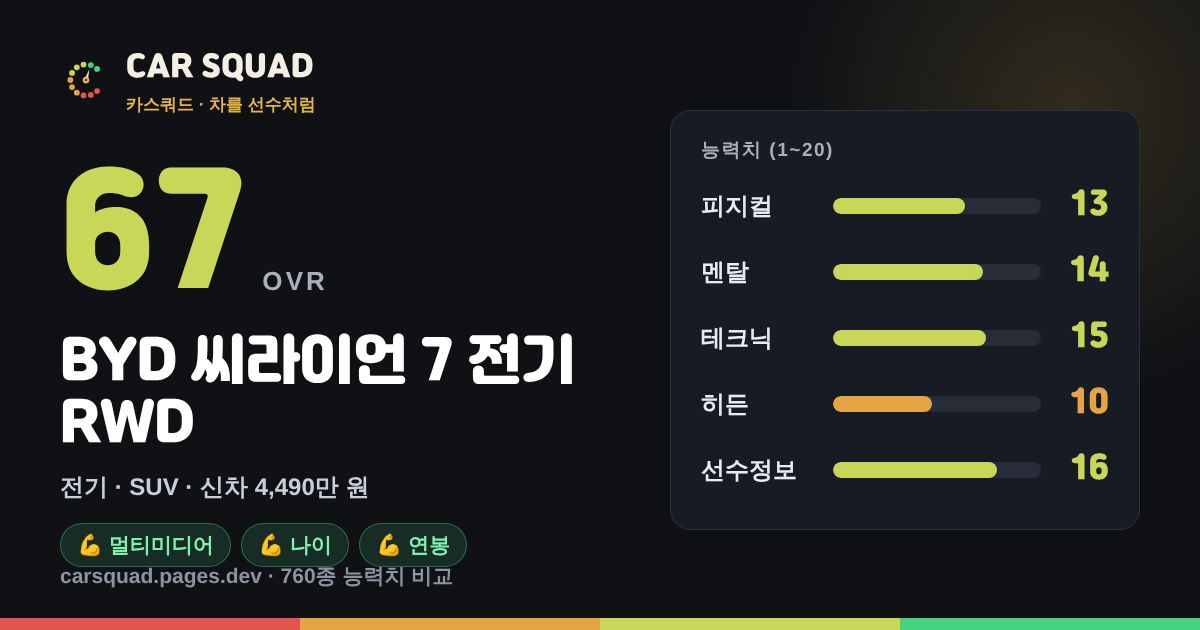 CAR SQUAD
카스쿼드 · 차를 선수처럼
67 OVR
BYD 씨라이언 7 전기
RWD
전기 · SUV · 신차 4,490만 원
💪 멀티미디어 💪 나이 💪 연봉
carsquad.pages.dev · 760종 능력치 비교
능력치 (1~20)
피지컬 13
멘탈 14
테크닉 15
히든 10
선수정보 16